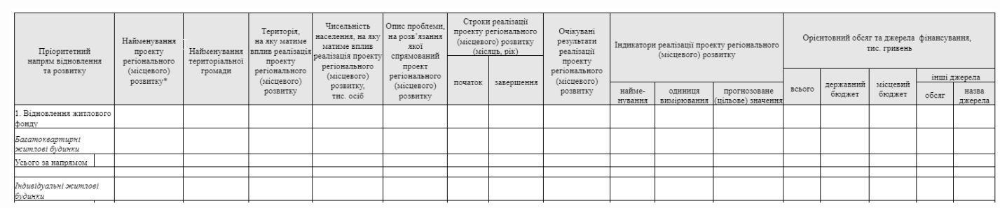 Пріоритетний
напрям відновлення
та розвитку
Найменування
проекту
регіонального
(місцевого)
розвитку*
Найменування
територіальної
громади
Територія,
на яку матиме
вплив реалізація
проекту
регіонального
(місцевого)
розвитку
Чисельність
населення, на яку
матиме вплив
реалізація проекту
регіонального
(місцевого)
розвитку,
тис. осіб
Опис проблеми,
на розв’язання
якої
спрямований
проект
регіонального
(місцевого)
розвитку
Строки реалізації
проекту регіонального
(місцевого) розвитку
(місяць, рік)
початок
завершення
Очікувані
результати
реалізації
проекту
регіонального
(місцевого)
розвитку
Індикатори реалізації проекту регіонального
(місцевого) розвитку
найме-
нування
одиниця
вимірювання
прогнозоване
(цільове) значення
Орієнтовний обсяг та джерела фінансування,
тис. гривень
всього
державний
бюджет
місцевий
бюджет
інші джерела
обсяг
назва
джерела
1. Відновлення житлового
фонду
Багатоквартирні
житлові будинки
Усього за напрямом
Індивідуальні житлові
будинки